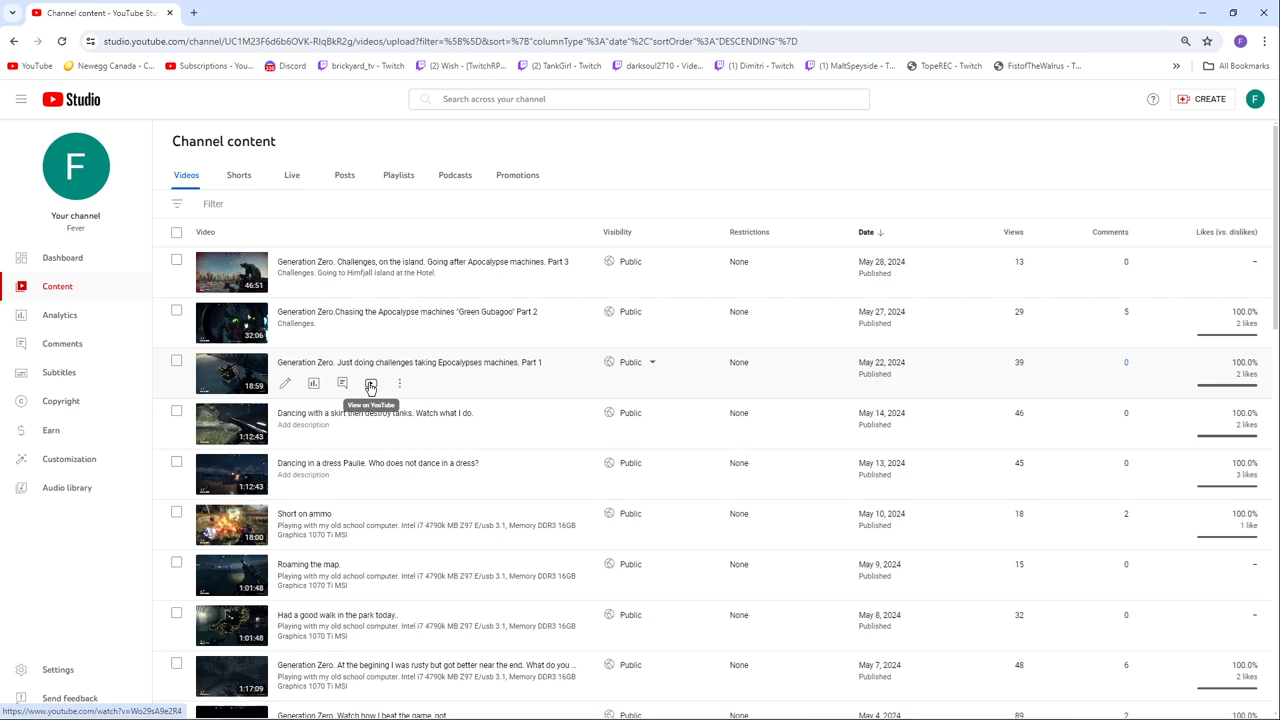 Channel content - YouTube Stu
studio.youtube.com/channel/UC1M23F6d6b6OVK-RlqBkR2g/videos/upload?filter=%5B%5D&sort=%7B"columnType"%3A"date"%2C"sortOrder"%3A"DESCENDING"%7D
YouTube Newegg Canada - C... Subscriptions - You... Discord brickyard_tv - Twitch (2) Wish - (TwitchRP... (2) TankGirl - Twitch darksoul270 - Vide... (1) Dimitri - Twitch (1) MaltSpeyside - T... ScopeREC - Twitch FistofTheWalrus - T... » All Bookmarks
Studio Search across your channel CREATE F
F
Your channel
Fever
Dashboard
Content
Analytics
Comments
Subtitles
Copyright
Earn
Customization
Audio library
Settings
Send feedback
https://www.youtube.com/watch?v=Wo29sA9e2R4
Channel content
Videos Shorts Live Posts Playlists Podcasts Promotions
Filter
Video Visibility Restrictions Date Views Comments Likes (vs. dislikes)
46:51 Generation Zero. Challenges, on the island. Going after Apocalypse machines. Part 3 Public None May 28, 2024 13 0 –
Challenges. Going to Himfjall Island at the Hotel. Published
32:06 Generation Zero.Chasing the Apocalypse machines "Green Gubagoo" Part 2 Public None May 27, 2024 29 5 100.0%
Challenges. Published 2 likes
18:59 Generation Zero. Just doing challenges taking Epocalypses machines. Part 1 Public None May 22, 2024 39 0 100.0%
Published 2 likes
View on YouTube
1:12:43 Dancing with a skirt then destroy tanks. Watch what I do. Public None May 14, 2024 46 0 100.0%
Add description Published 2 likes
1:12:43 Dancing in a dress Paulie. Who does not dance in a dress? Public None May 13, 2024 45 0 100.0%
Add description Published 3 likes
18:00 Short on ammo Public None May 10, 2024 18 2 100.0%
Playing with my old school computer. Intel i7 4790k MB Z97 E/usb 3.1, Memory DDR3 16GB Published 1 like
Graphics 1070 Ti MSI
1:01:48 Roaming the map. Public None May 9, 2024 15 0 –
Playing with my old school computer. Intel i7 4790k MB Z97 E/usb 3.1, Memory DDR3 16GB Published
Graphics 1070 Ti MSI
1:01:48 Had a good walk in the park today.. Public None May 8, 2024 12 0 –
Playing with my old school computer. Intel i7 4790k MB Z97 E/usb 3.1, Memory DDR3 16GB Published
Graphics 1070 Ti MSI
1:17:09 Generation Zero. At the begining I was rusty but got better near the end. What do you ... Public None May 7, 2024 48 6 100.0%
Playing with my old school computer. Intel i7 4790k MB Z97 E/usb 3.1, Memory DDR3 16GB Published 2 likes
Graphics 1070 Ti MSI
Generation Zero. Watch how I beat the game, not Public None May 4, 2024 89 0 100.0%